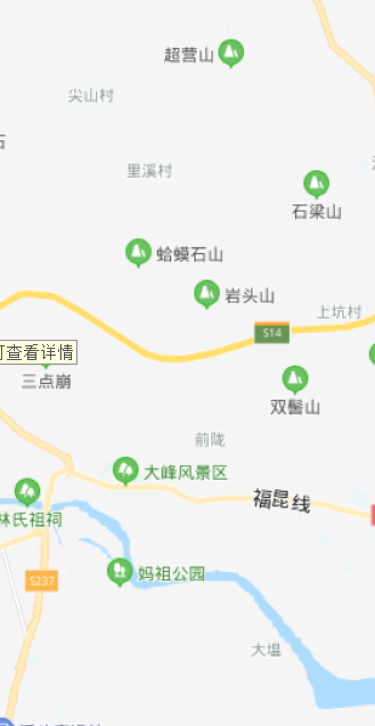 超营山
尖山村
里溪村
石梁山
蛤蟆石山
岩头山
上坑村
S14
可查看详情
三点崩
双髻山
前陇
大峰风景区
福昆线
林氏祖祠
妈祖公园
S237
大塭